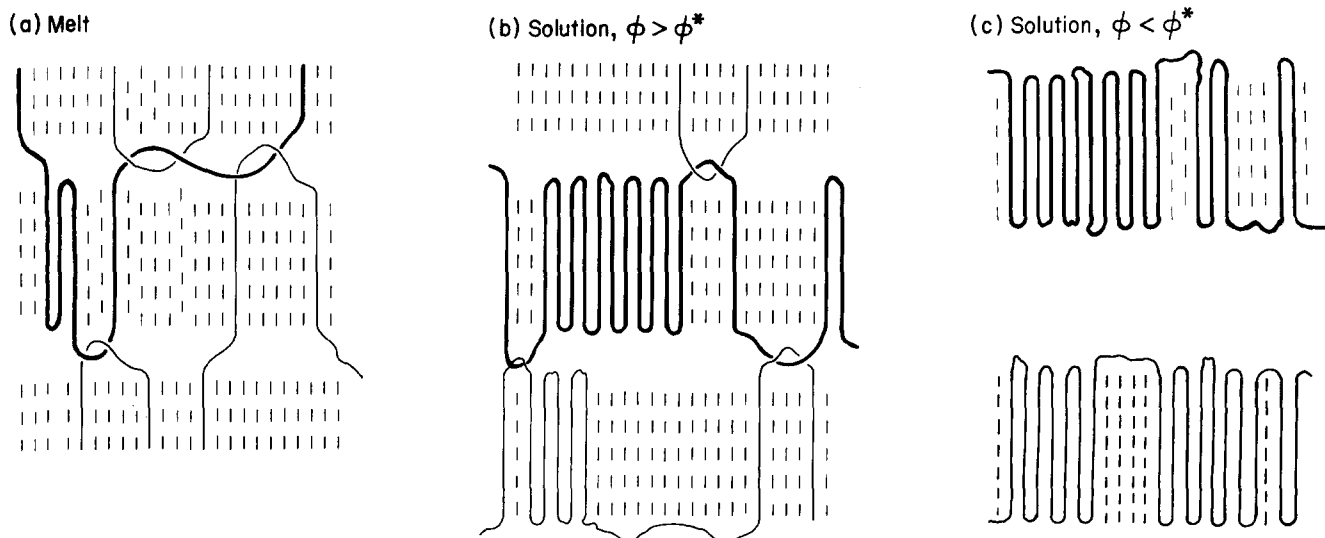 (a) Melt
(b) Solution, ϕ > ϕ*
(c) Solution, ϕ < ϕ*